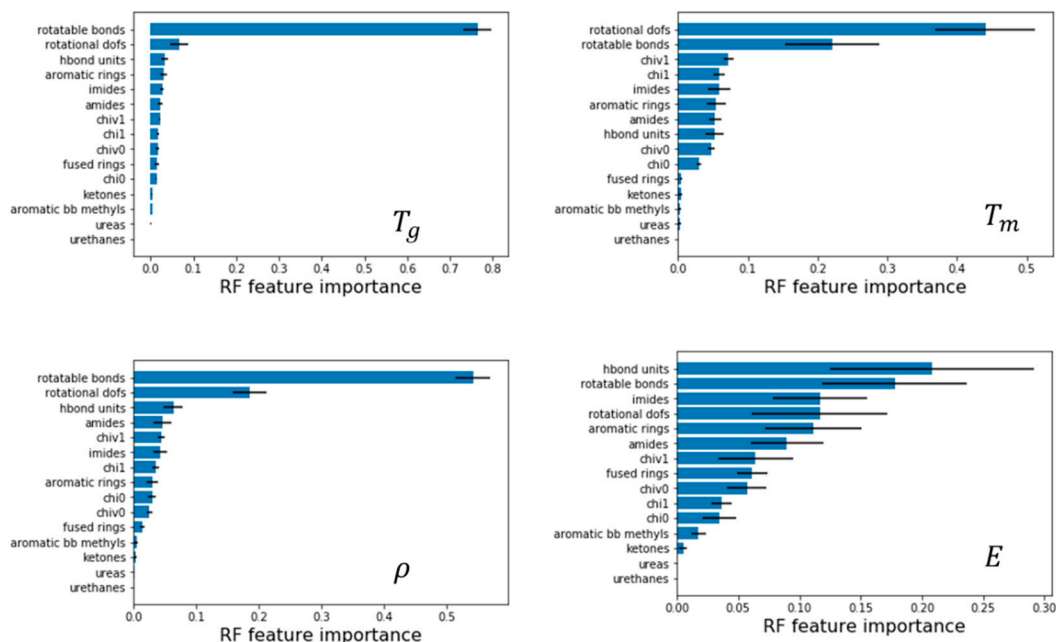 rotatable bonds
rotational dofs
hbond units
aromatic rings
imides
amides
chiv1
chi1
chiv0
fused rings
chi0
ketones
aromatic bb methyls
ureas
urethanes
T_g
0.0 0.1 0.2 0.3 0.4 0.5 0.6 0.7 0.8
RF feature importance
rotational dofs
rotatable bonds
chiv1
chi1
imides
aromatic rings
amides
hbond units
chiv0
chi0
fused rings
ketones
aromatic bb methyls
ureas
urethanes
T_m
0.0 0.1 0.2 0.3 0.4 0.5
RF feature importance
rotatable bonds
rotational dofs
hbond units
amides
chiv1
imides
chi1
aromatic rings
chi0
chiv0
fused rings
aromatic bb methyls
ketones
ureas
urethanes
ρ
0.0 0.1 0.2 0.3 0.4 0.5
RF feature importance
hbond units
rotatable bonds
imides
rotational dofs
aromatic rings
amides
chiv1
fused rings
chiv0
chi1
chi0
aromatic bb methyls
ketones
ureas
urethanes
E
0.00 0.05 0.10 0.15 0.20 0.25 0.30
RF feature importance